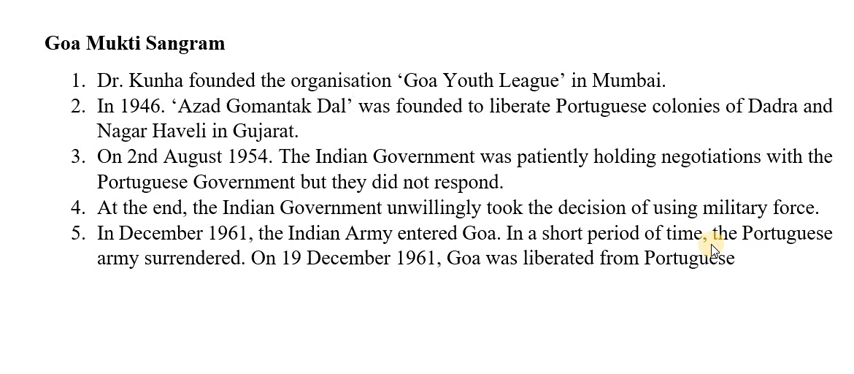 Goa Mukti Sangram
1. Dr. Kunha founded the organisation ‘Goa Youth League’ in Mumbai.
2. In 1946. ‘Azad Gomantak Dal’ was founded to liberate Portuguese colonies of Dadra and
Nagar Haveli in Gujarat.
3. On 2nd August 1954. The Indian Government was patiently holding negotiations with the
Portuguese Government but they did not respond.
4. At the end, the Indian Government unwillingly took the decision of using military force.
5. In December 1961, the Indian Army entered Goa. In a short period of time, the Portuguese
army surrendered. On 19 December 1961, Goa was liberated from Portuguese